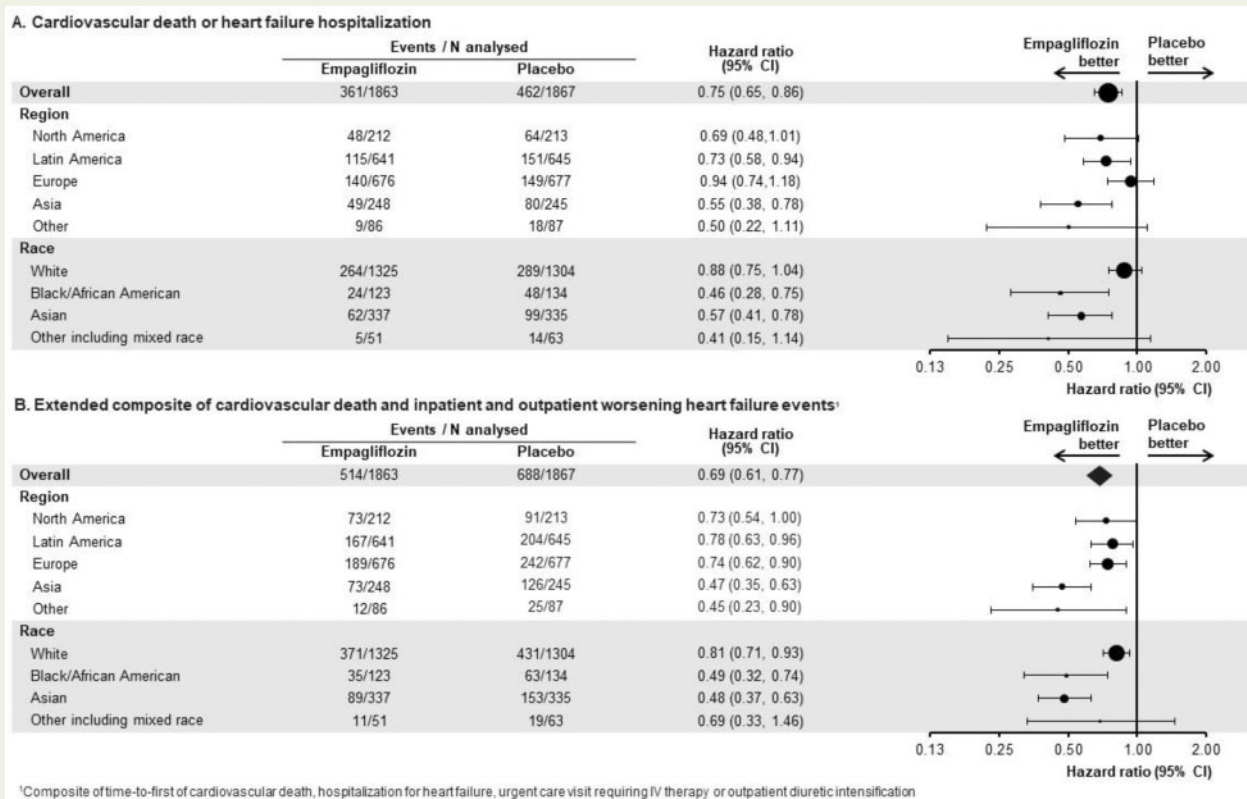 A. Cardiovascular death or heart failure hospitalization
Events / N analysed Hazard ratio (95% CI) Empagliflozin better Placebo better
Empagliflozin Placebo
Overall 361/1863 462/1867 0.75 (0.65, 0.86)
Region
North America 48/212 64/213 0.69 (0.48,1.01)
Latin America 115/641 151/645 0.73 (0.58, 0.94)
Europe 140/676 149/677 0.94 (0.74,1.18)
Asia 49/248 80/245 0.55 (0.38, 0.78)
Other 9/86 18/87 0.50 (0.22, 1.11)
Race
White 264/1325 289/1304 0.88 (0.75, 1.04)
Black/African American 24/123 48/134 0.46 (0.28, 0.75)
Asian 62/337 99/335 0.57 (0.41, 0.78)
Other including mixed race 5/51 14/63 0.41 (0.15, 1.14)
0.13 0.25 0.50 1.00 2.00
Hazard ratio (95% CI)
B. Extended composite of cardiovascular death and inpatient and outpatient worsening heart failure events¹
Events / N analysed Hazard ratio (95% CI) Empagliflozin better Placebo better
Empagliflozin Placebo
Overall 514/1863 688/1867 0.69 (0.61, 0.77)
Region
North America 73/212 91/213 0.73 (0.54, 1.00)
Latin America 167/641 204/645 0.78 (0.63, 0.96)
Europe 189/676 242/677 0.74 (0.62, 0.90)
Asia 73/248 126/245 0.47 (0.35, 0.63)
Other 12/86 25/87 0.45 (0.23, 0.90)
Race
White 371/1325 431/1304 0.81 (0.71, 0.93)
Black/African American 35/123 63/134 0.49 (0.32, 0.74)
Asian 89/337 153/335 0.48 (0.37, 0.63)
Other including mixed race 11/51 19/63 0.69 (0.33, 1.46)
0.13 0.25 0.50 1.00 2.00
Hazard ratio (95% CI)
¹Composite of time-to-first of cardiovascular death, hospitalization for heart failure, urgent care visit requiring IV therapy or outpatient diuretic intensification